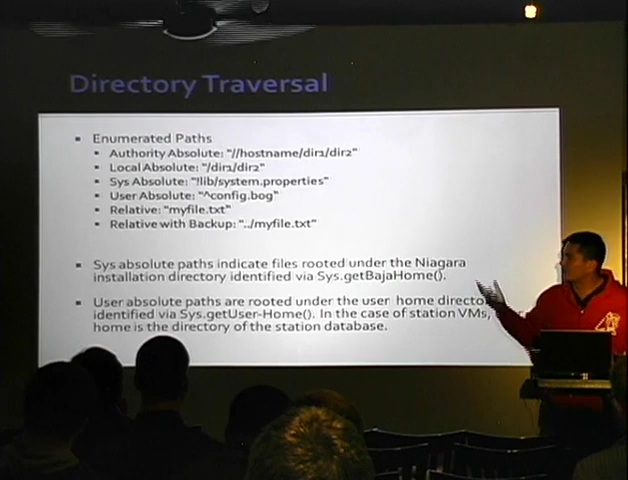 Directory Traversal
Enumerated Paths
Authority Absolute: "//hostname/dir1/dir2"
Local Absolute: "/dir1/dir2"
Sys Absolute: "!lib/system.properties"
User Absolute: "^config.bog"
Relative: "myfile.txt"
Relative with Backup: "../myfile.txt"
Sys absolute paths indicate files rooted under the Niagara
installation directory identified via Sys.getBajaHome().
User absolute paths are rooted under the user home directo
identified via Sys.getUser-Home(). In the case of station VMs,
home is the directory of the station database.